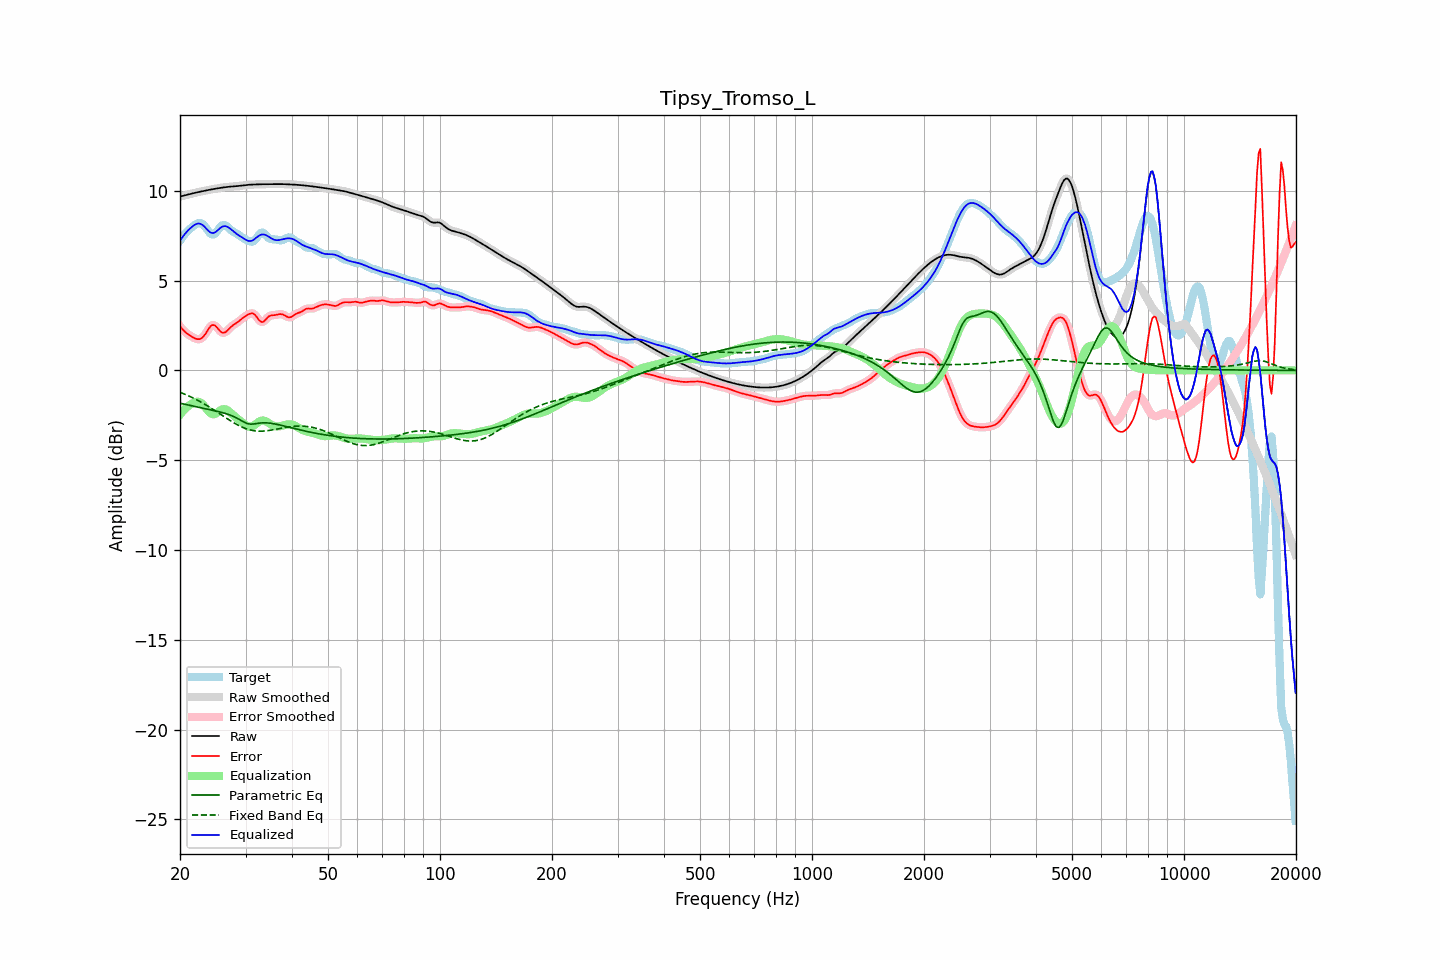 Tipsy_Tromso_L
Amplitude (dBr)
10
5
0
−5
−10
−15
−20
−25
Target
Raw Smoothed
Error Smoothed
Raw
Error
Equalization
Parametric Eq
Fixed Band Eq
Equalized
20 50 100 200 500 1000 2000 5000 10000 20000
Frequency (Hz)